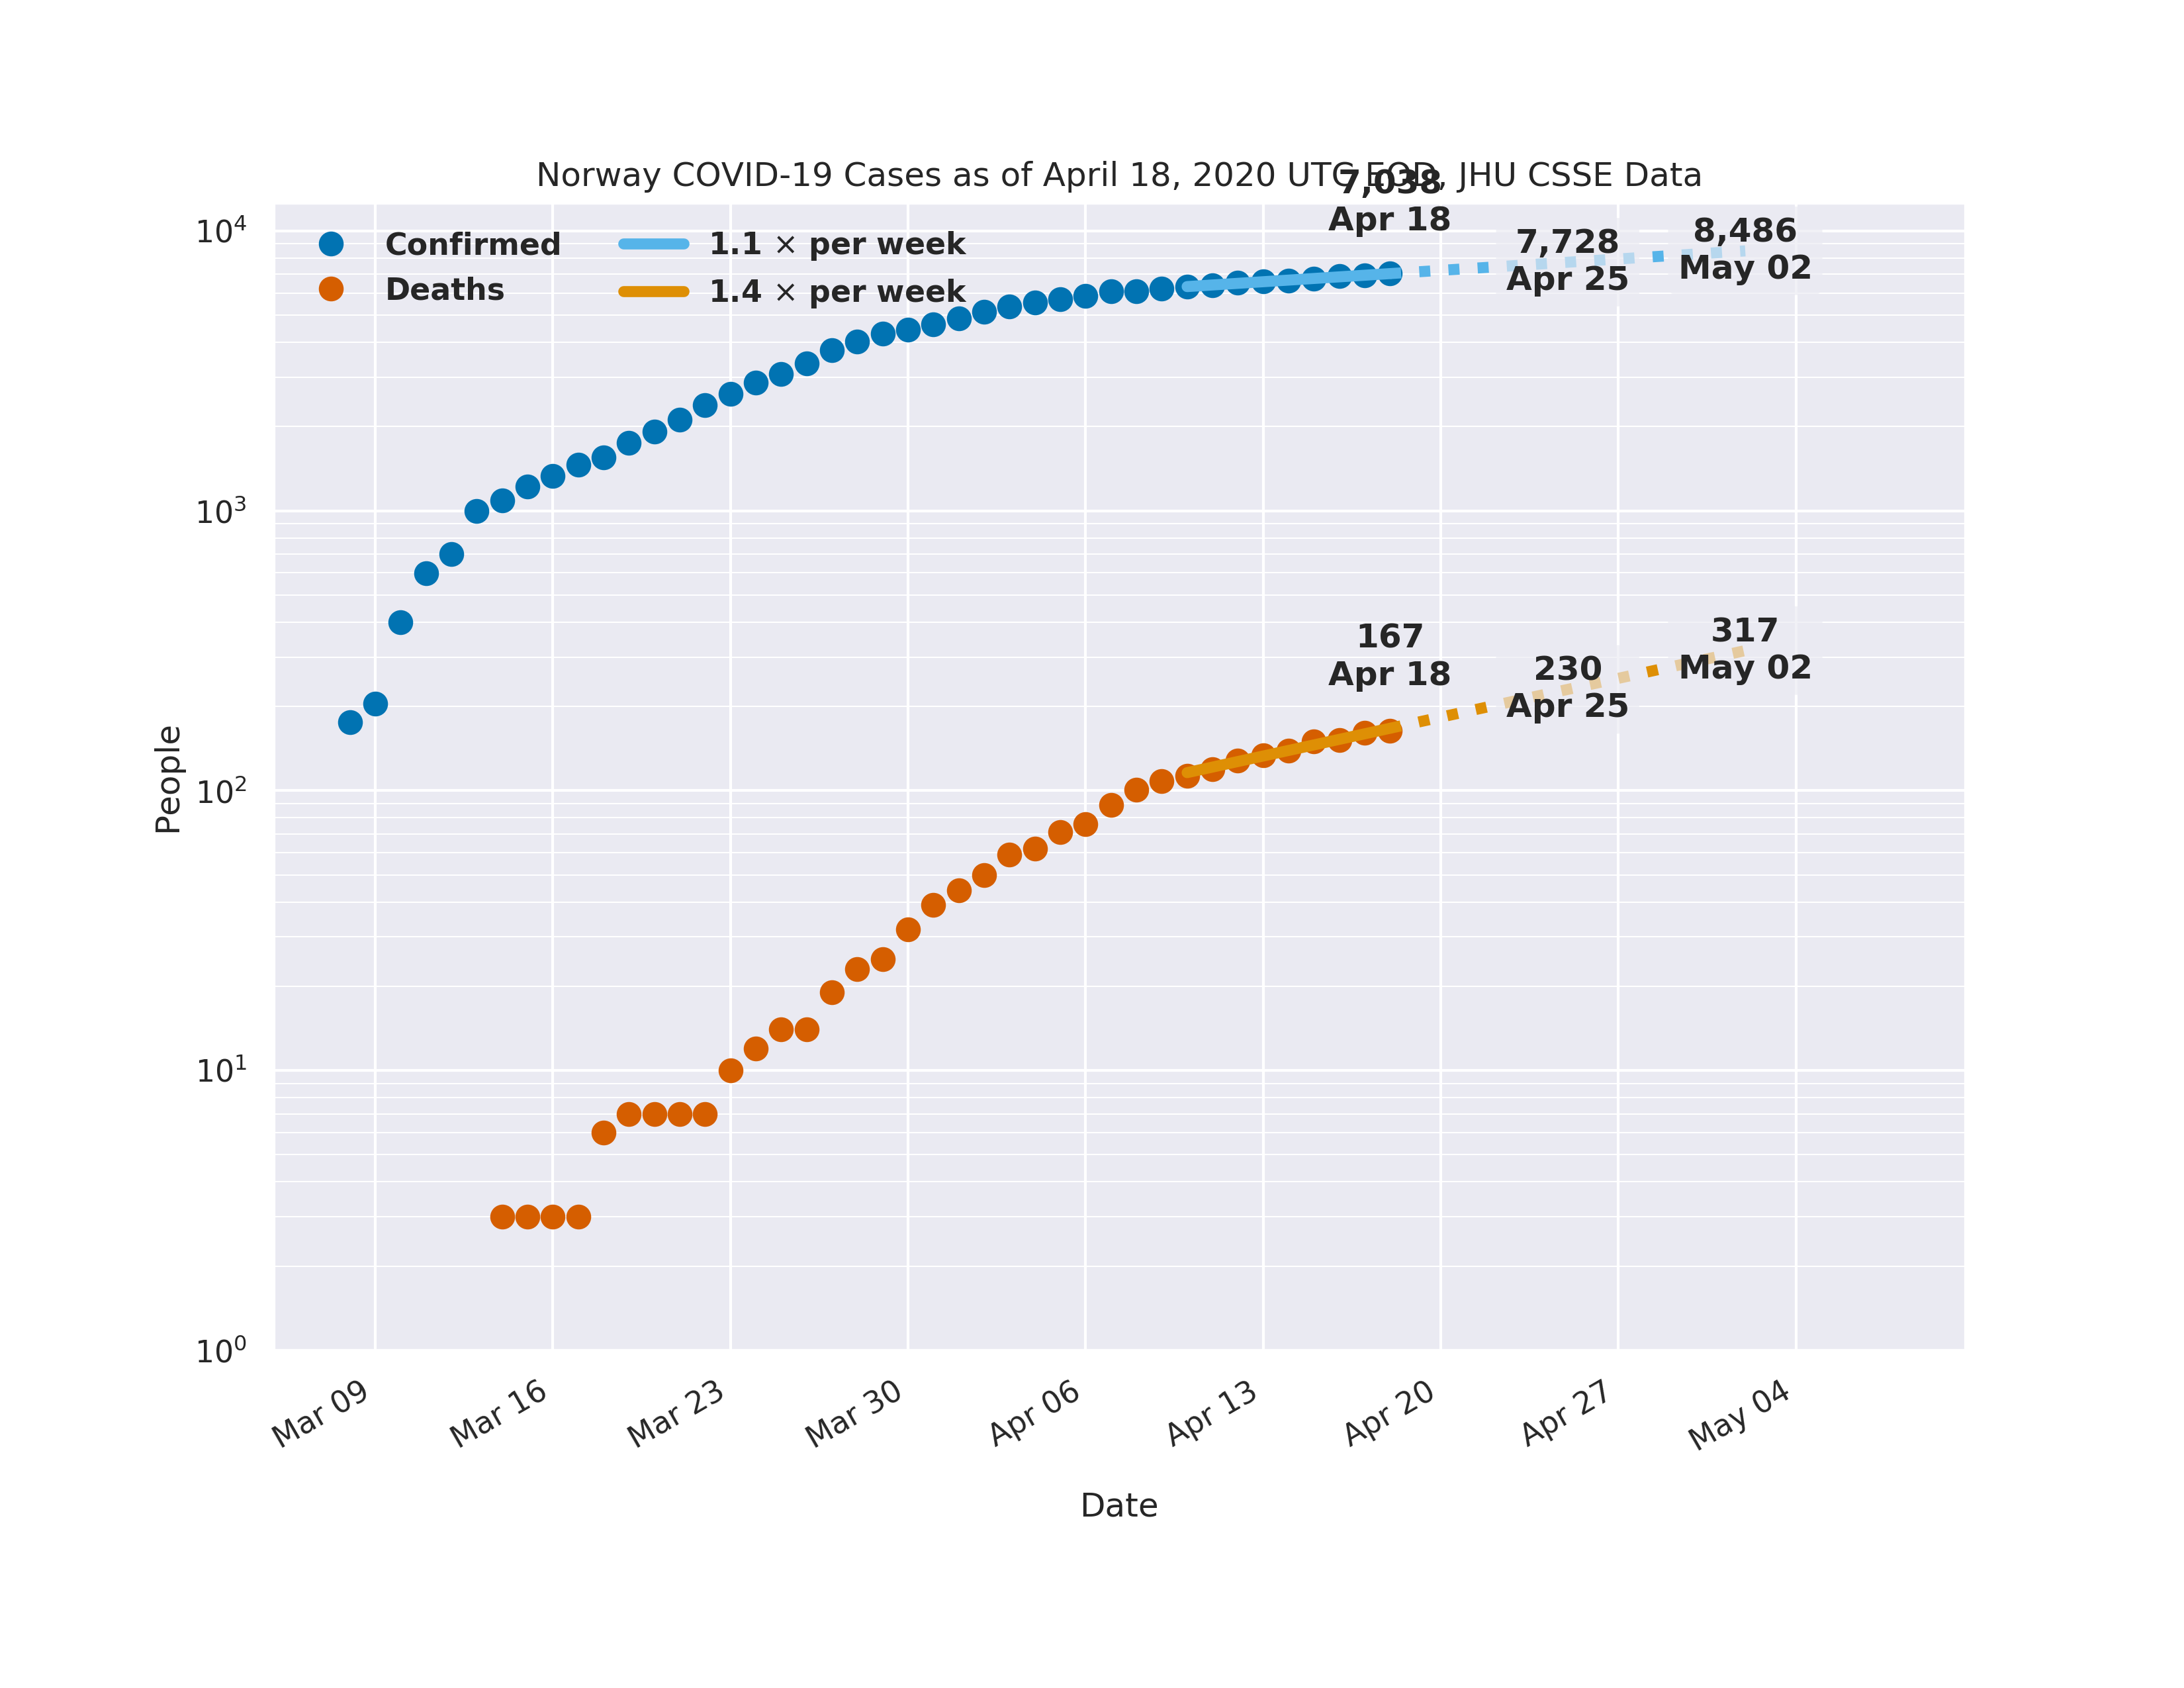 Norway COVID-19 Cases as of April 18, 2020 UTC EOD, JHU CSSE Data
7,038
Apr 18
7,728
Apr 25
8,486
May 02
Confirmed
Deaths
1.1 × per week
1.4 × per week
167
Apr 18
230
Apr 25
317
May 02
People
10⁴
10³
10²
10¹
10⁰
Mar 09
Mar 16
Mar 23
Mar 30
Apr 06
Apr 13
Apr 20
Apr 27
May 04
Date